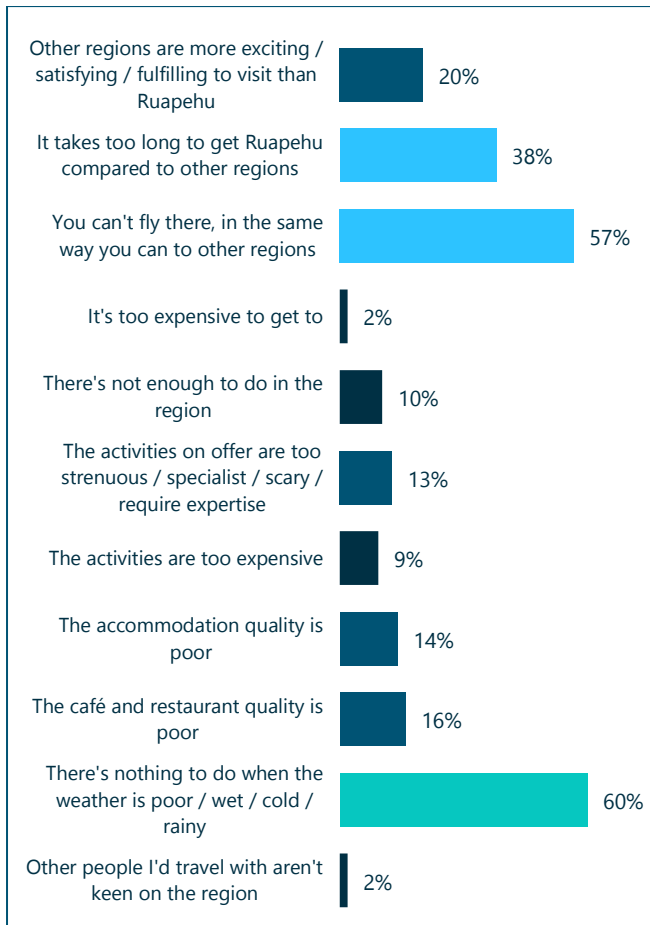 Other regions are more exciting /
satisfying / fulfilling to visit than
Ruapehu
20%
It takes too long to get Ruapehu
compared to other regions
38%
You can't fly there, in the same
way you can to other regions
57%
It's too expensive to get to
2%
There's not enough to do in the
region
10%
The activities on offer are too
strenuous / specialist / scary /
require expertise
13%
The activities are too expensive
9%
The accommodation quality is
poor
14%
The café and restaurant quality is
poor
16%
There's nothing to do when the
weather is poor / wet / cold /
rainy
60%
Other people I'd travel with aren't
keen on the region
2%